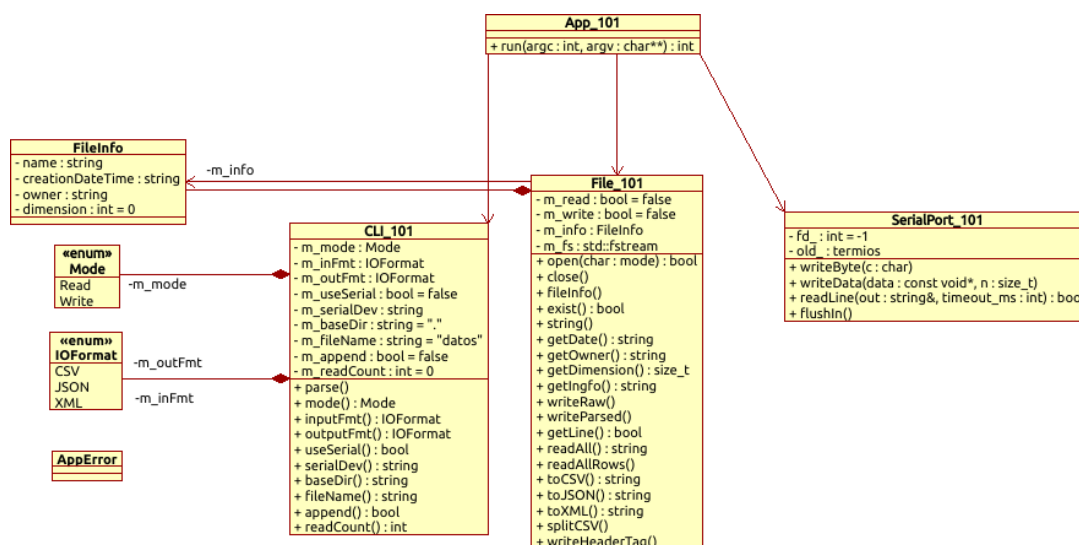 App_101
+ run(argc : int, argv : char**) : int
FileInfo
- name : string
- creationDateTime : string
- owner : string
- dimension : int = 0
-m_info
File_101
- m_read : bool = false
- m_write : bool = false
- m_info : FileInfo
- m_fs : std::fstream
+ open(char : mode) : bool
+ close()
+ fileInfo()
+ exist() : bool
+ string()
+ getDate() : string
+ getOwner() : string
+ getDimension() : size_t
+ getIngfo() : string
+ writeRaw()
+ writeParsed()
+ getLine() : bool
+ readAll() : string
+ readAllRows()
+ toCSV() : string
+ toJSON() : string
+ toXML() : string
+ splitCSV()
+ writeHeaderTag()
SerialPort_101
- fd_ : int = -1
- old_ : termios
+ writeByte(c : char)
+ writeData(data : const void*, n : size_t)
+ readLine(out : string&, timeout_ms : int) : bool
+ flushIn()
CLI_101
- m_mode : Mode
- m_inFmt : IOFormat
- m_outFmt : IOFormat
- m_useSerial : bool = false
- m_serialDev : string
- m_baseDir : string = "."
- m_fileName : string = "datos"
- m_append : bool = false
- m_readCount : int = 0
+ parse()
+ mode() : Mode
+ inputFmt() : IOFormat
+ outputFmt() : IOFormat
+ useSerial() : bool
+ serialDev() : string
+ baseDir() : string
+ fileName() : string
+ append() : bool
+ readCount() : int
«enum»
Mode
Read
Write
-m_mode
«enum»
IOFormat
CSV
JSON
XML
-m_outFmt
-m_inFmt
AppError